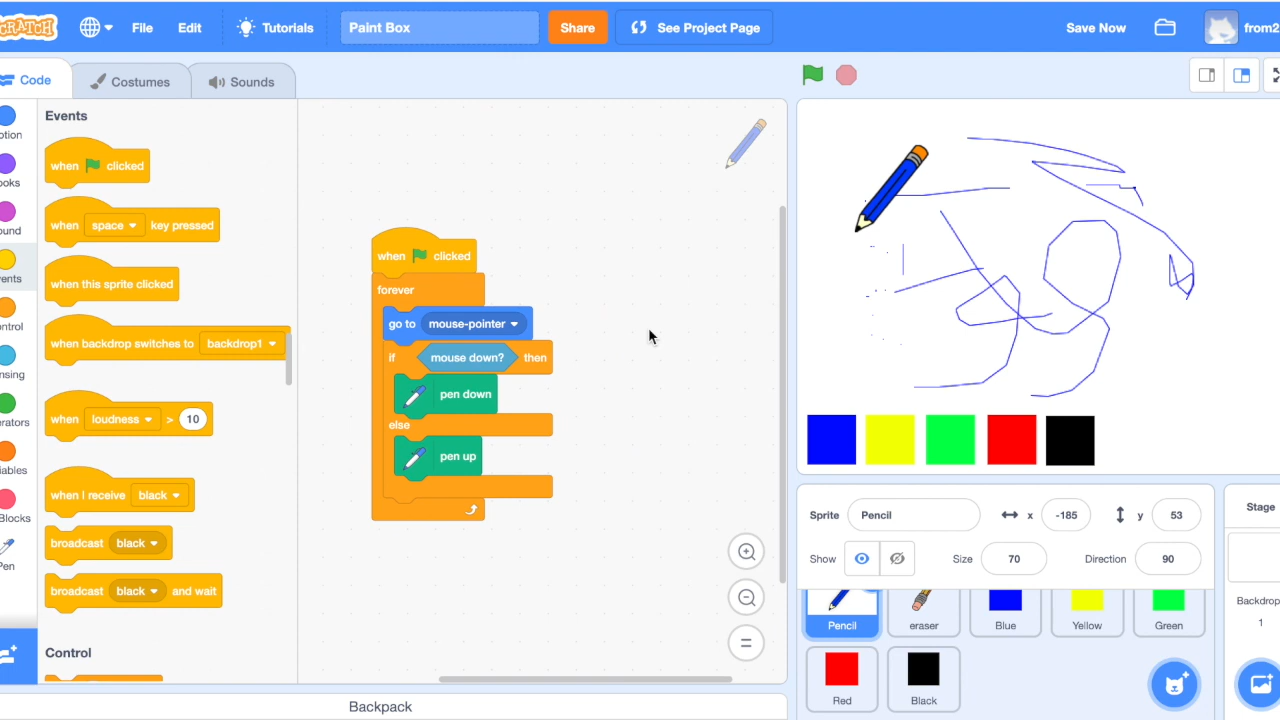 SCRATCH File Edit Tutorials Paint Box Share See Project Page Save Now from2
Code Costumes Sounds
Events
when clicked
when space key pressed
when this sprite clicked
when backdrop switches to backdrop1
when loudness > 10
when I receive black
broadcast black
broadcast black and wait
Control
otion
ooks
ound
vents
ontrol
nsing
erators
iables
Blocks
Pen
when clicked
forever
go to mouse-pointer
if mouse down? then
pen down
else
pen up
Backpack
Sprite Pencil x -185 y 53
Show Size 70 Direction 90
Pencil eraser Blue Yellow Green
Red Black
Stage
Backdrop
1